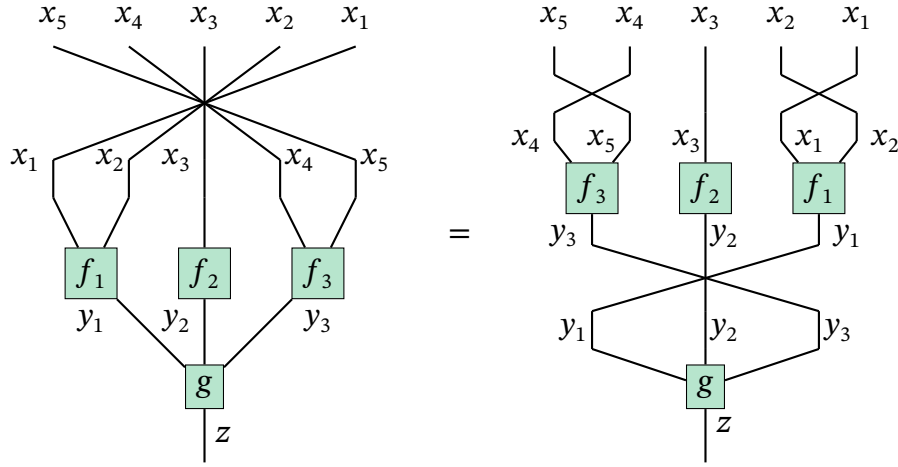 x₅ x₄ x₃ x₂ x₁ x₅ x₄ x₃ x₂ x₁
x₁ x₂ x₃ x₄ x₅ x₄ x₅ x₃ x₁ x₂
f₃ f₂ f₁
y₃ y₂ y₁
=
f₁ f₂ f₃
y₁ y₂ y₃ y₁ y₂ y₃
g g
z z